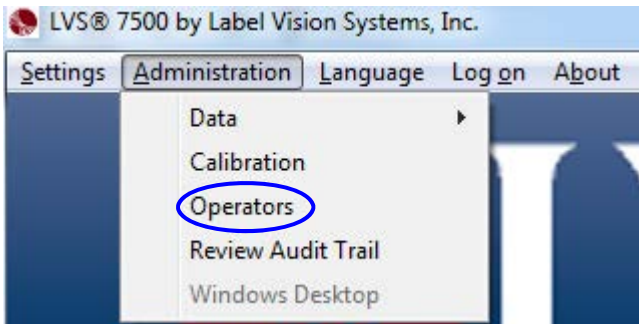 LVS® 7500 by Label Vision Systems, Inc.
Settings Administration Language Log on About
Data
Calibration
Operators
Review Audit Trail
Windows Desktop